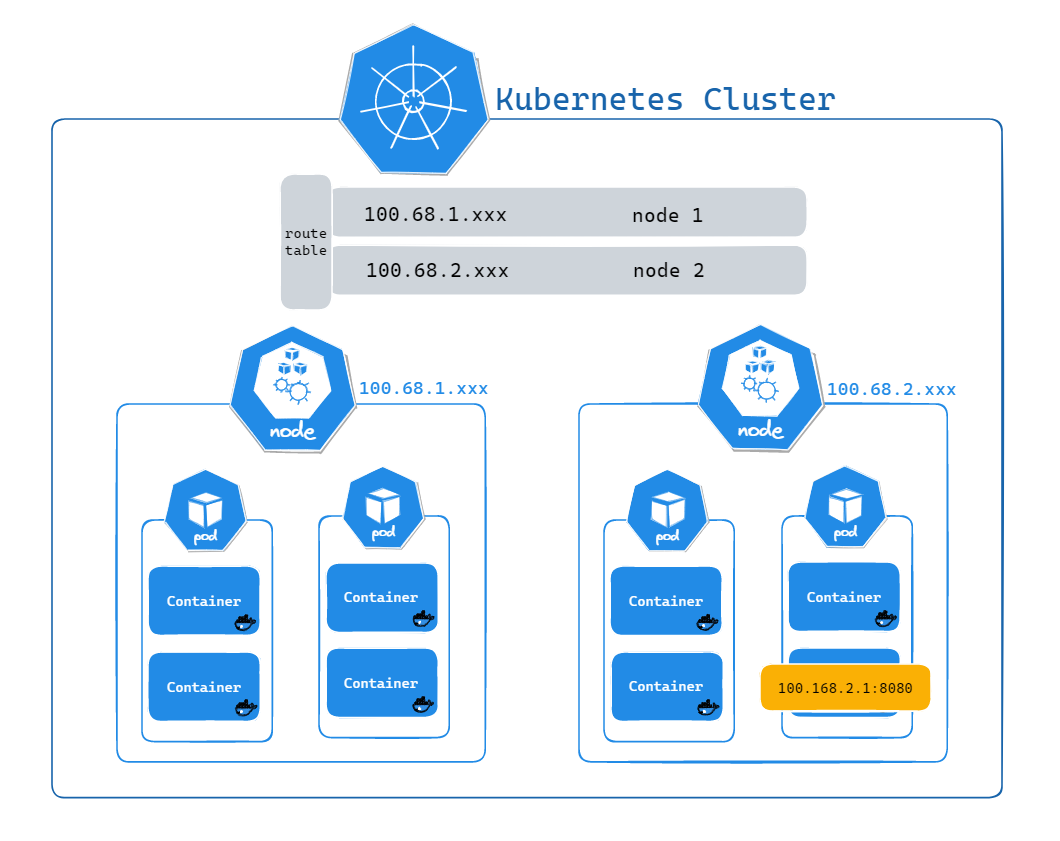 Kubernetes Cluster
route
table
100.68.1.xxx node 1
100.68.2.xxx node 2
node
100.68.1.xxx
node
100.68.2.xxx
pod
pod
pod
pod
Container
Container
Container
Container
Container
Container
Container
100.168.2.1:8080